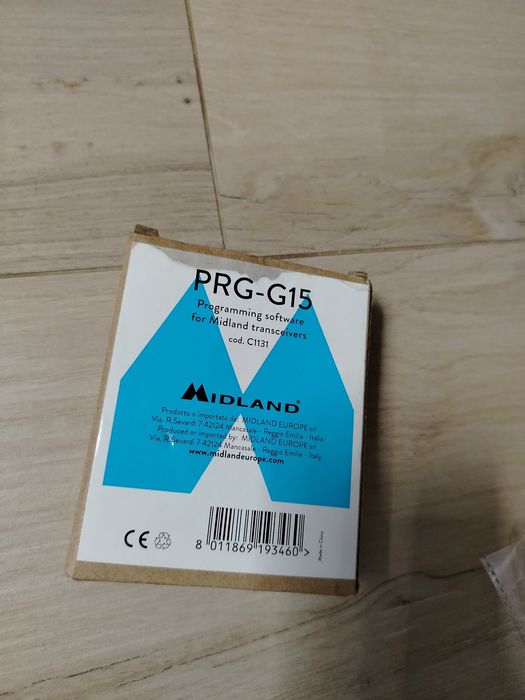 PRG-G15
Programming software
for Midland transceivers
cod. C1131
MIDLAND®
Prodotto o importato da: MIDLAND EUROPE srl
Via. R.Sevardi 7 42124 Mancasale - Reggio Emilia - Italia
Produced or imported by: MIDLAND EUROPE srl
Via. R.Sevardi 7 42124 Mancasale - Reggio Emilia - Italy
www.midlandeurope.com
CE
8 011869 193460 >
Made in China